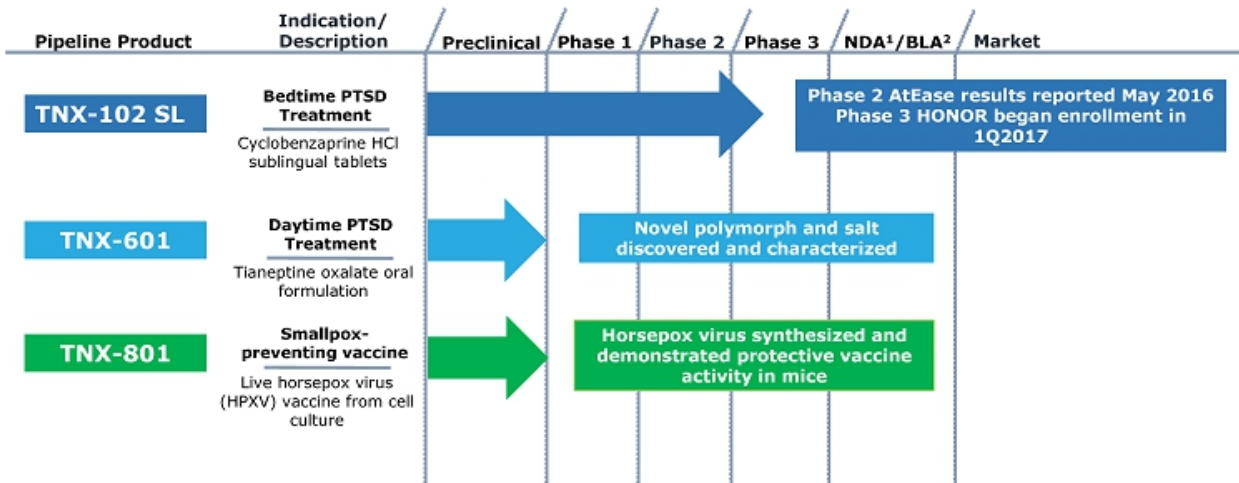 Pipeline Product
Indication/
Description
Preclinical
Phase 1
Phase 2
Phase 3
NDA¹/BLA²
Market
TNX-102 SL
Bedtime PTSD
Treatment
Cyclobenzaprine HCl
sublingual tablets
Phase 2 AtEase results reported May 2016
Phase 3 HONOR began enrollment in
1Q2017
TNX-601
Daytime PTSD
Treatment
Tianeptine oxalate oral
formulation
Novel polymorph and salt
discovered and characterized
TNX-801
Smallpox-
preventing vaccine
Live horsepox virus
(HPXV) vaccine from cell
culture
Horsepox virus synthesized and
demonstrated protective vaccine
activity in mice